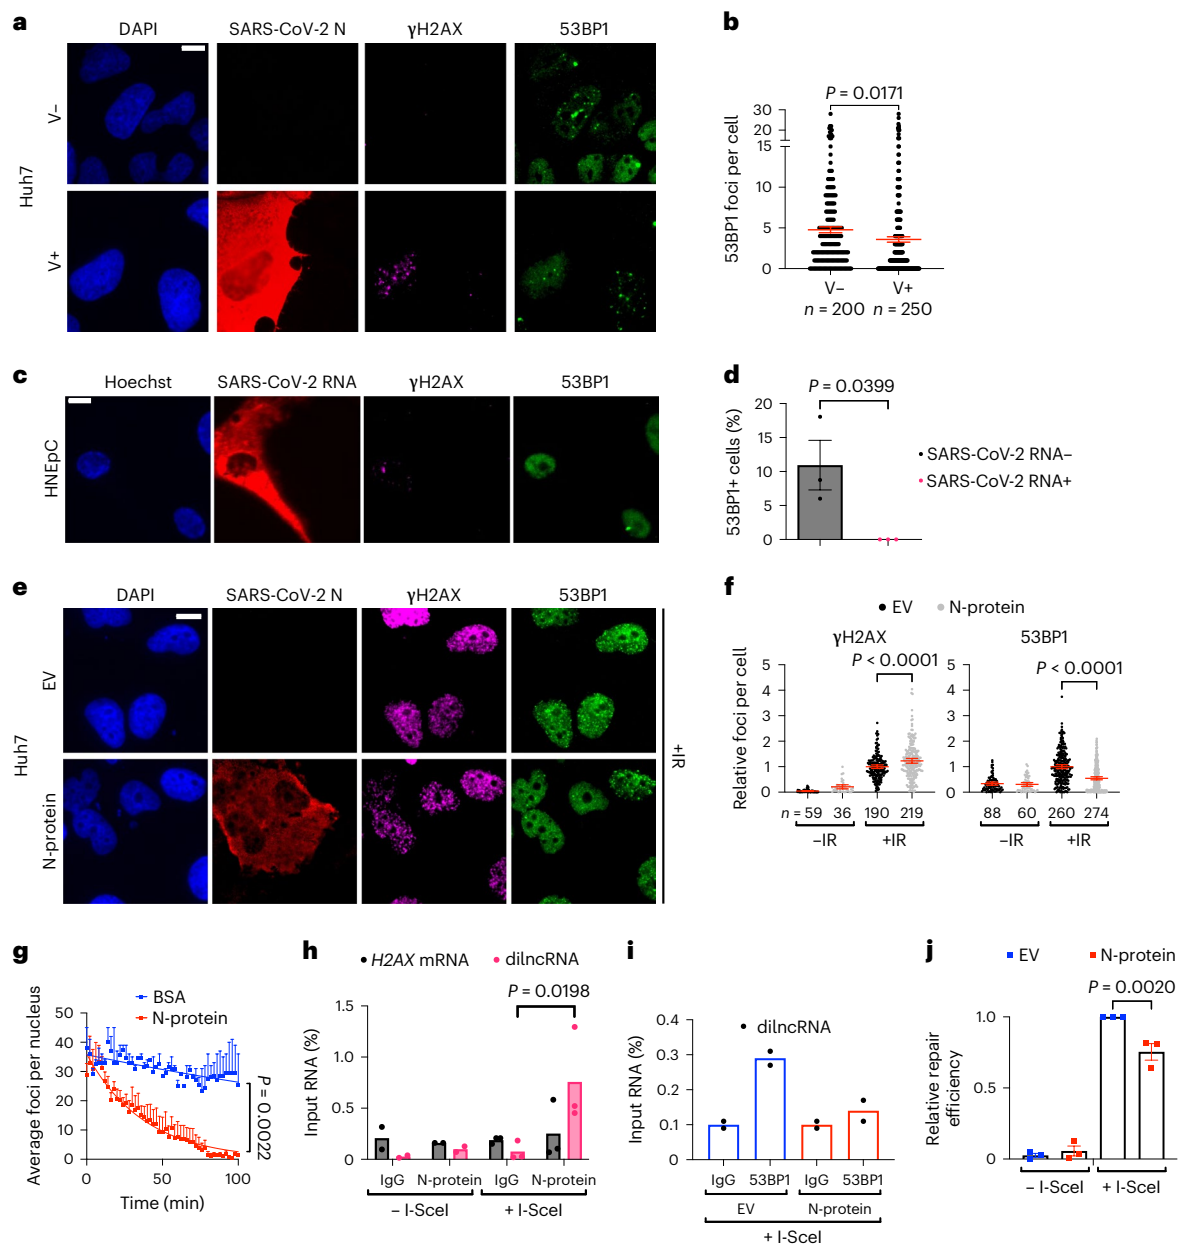 a
DAPI SARS-CoV-2 N γH2AX 53BP1
Huh7
V–
V+
b
P = 0.0171
53BP1 foci per cell
30
20
15
10
5
0
V– V+
n = 200 n = 250
c
Hoechst SARS-CoV-2 RNA γH2AX 53BP1
HNEpC
d
P = 0.0399
53BP1+ cells (%)
20
15
10
5
0
SARS-CoV-2 RNA–
SARS-CoV-2 RNA+
e
DAPI SARS-CoV-2 N γH2AX 53BP1
Huh7
EV
N-protein
+IR
f
EV N-protein
γH2AX 53BP1
P < 0.0001 P < 0.0001
Relative foci per cell
5 5
4 4
3 3
2 2
1 1
0 0
n = 59 36 190 219 88 60 260 274
–IR +IR –IR +IR
g
BSA
N-protein
Average foci per nucleus
50
40
30
20
10
0
P = 0.0022
0 50 100
Time (min)
h
H2AX mRNA dilncRNA
P = 0.0198
Input RNA (%)
1.5
1.0
0.5
0
IgG N-protein IgG N-protein
– I-SceI + I-SceI
i
dilncRNA
Input RNA (%)
0.4
0.3
0.2
0.1
0
IgG 53BP1 IgG 53BP1
EV N-protein
+ I-SceI
j
EV N-protein
P = 0.0020
Relative repair
efficiency
1.0
0.5
0
– I-SceI + I-SceI